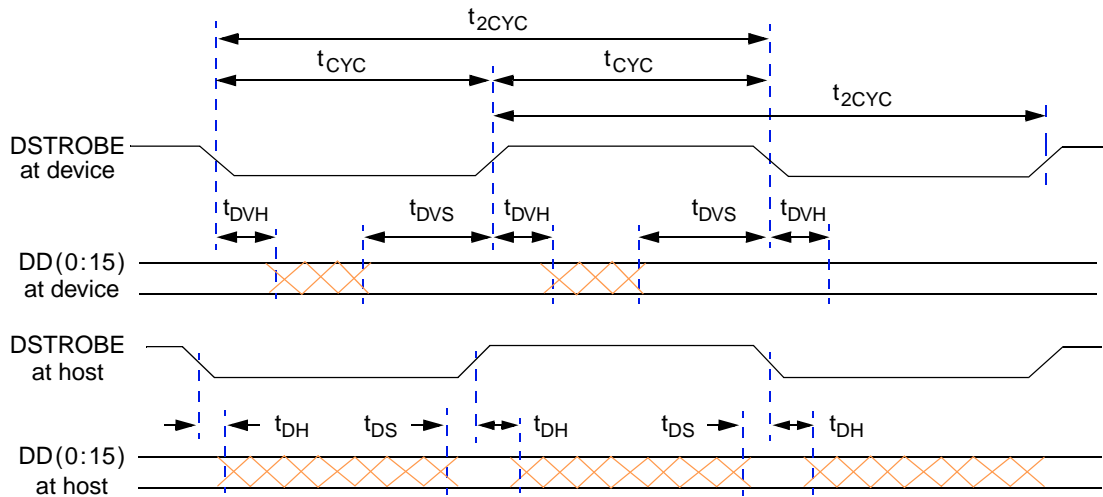 t2CYC
tCYC tCYC
t2CYC
DSTROBE
at device
tDVH tDVS tDVH tDVS tDVH
DD(0:15)
at device
DSTROBE
at host
tDH tDS tDH tDS tDH
DD(0:15)
at host